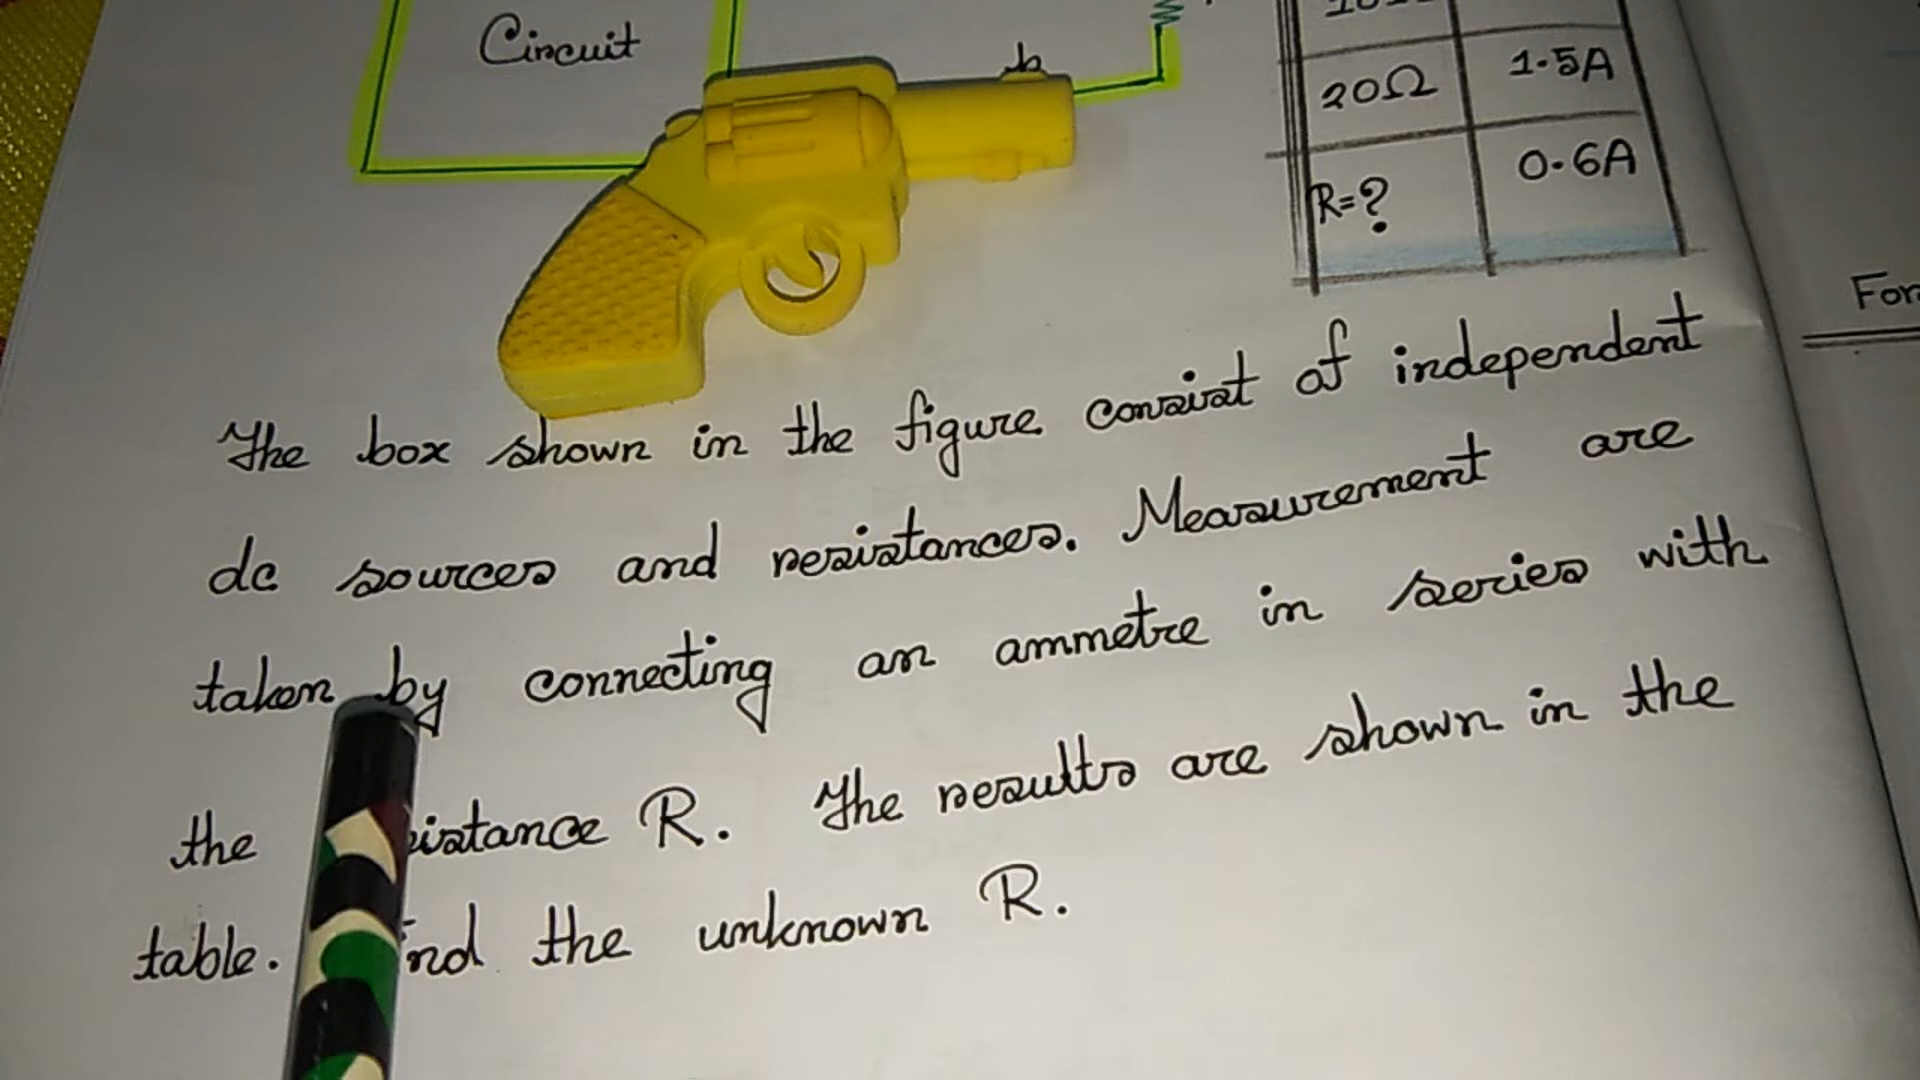 Circuit
b
20Ω 1.5A
R=? 0.6A
For
The box shown in the figure consist of independent
dc sources and resistances. Measurement are
taken by connecting an ammetre in series with
the R. The results are shown in the
table. the unknown R.